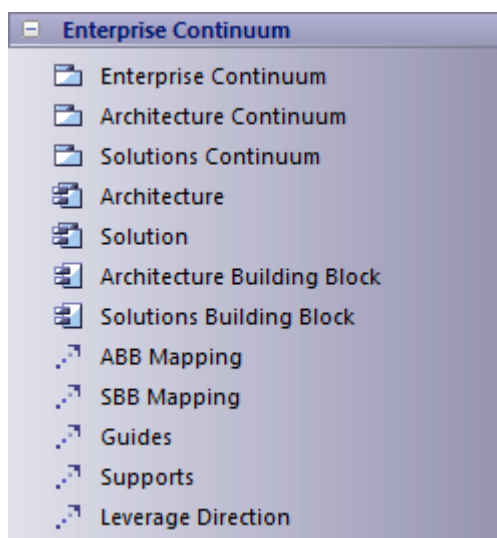 Enterprise Continuum
Enterprise Continuum
Architecture Continuum
Solutions Continuum
Architecture
Solution
Architecture Building Block
Solutions Building Block
ABB Mapping
SBB Mapping
Guides
Supports
Leverage Direction